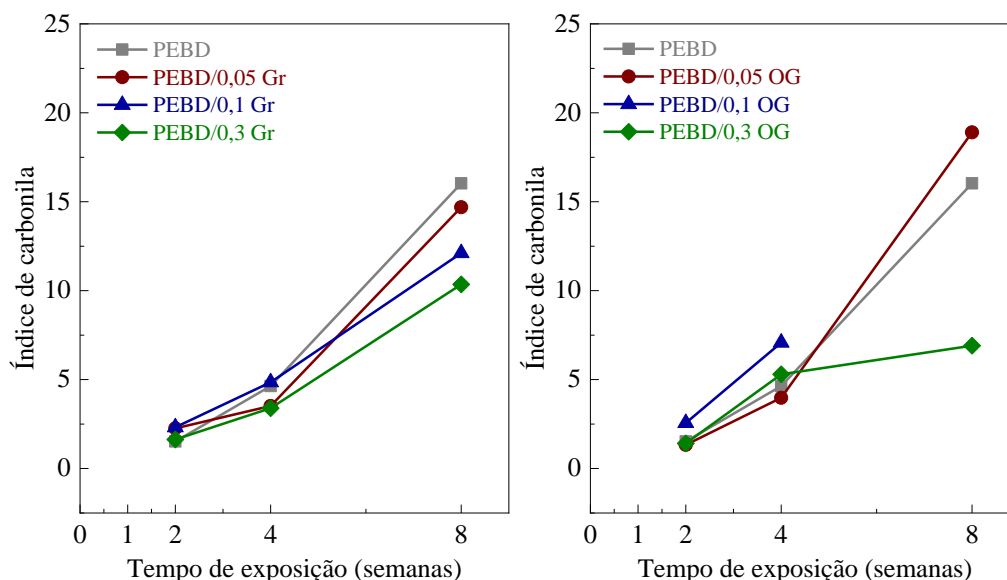 25
20
15
10
5
0
Índice de carbonila
PEBD
PEBD/0,05 Gr
PEBD/0,1 Gr
PEBD/0,3 Gr
0 1 2 4 8
Tempo de exposição (semanas)
25
20
15
10
5
0
Índice de carbonila
PEBD
PEBD/0,05 OG
PEBD/0,1 OG
PEBD/0,3 OG
0 1 2 4 8
Tempo de exposição (semanas)